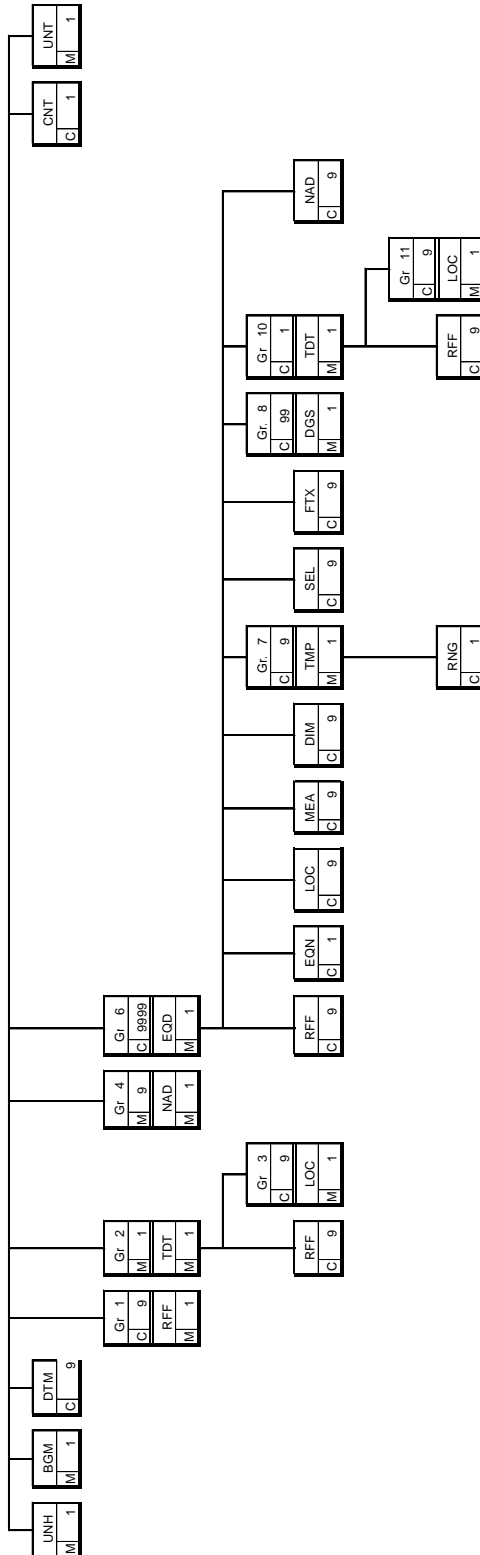 UNH
M 1
BGM
M 1
DTM
C 9
CNT
C 1
UNT
M 1
Gr 1
C 9
RFF
M 1
Gr 2
M 1
TDT
M 1
Gr 4
M 9
NAD
M 1
Gr 6
C 9999
EQD
M 1
RFF
C 9
Gr 3
C 9
LOC
M 1
RFF
C 9
EQN
C 1
LOC
C 9
MEA
C 9
DIM
C 9
Gr. 7
C 9
TMP
M 1
SEL
C 9
FTX
C 9
Gr. 8
C 99
DGS
M 1
Gr 10
C 1
TDT
M 1
NAD
C 9
RNG
C 1
RFF
C 9
Gr 11
C 9
LOC
M 1